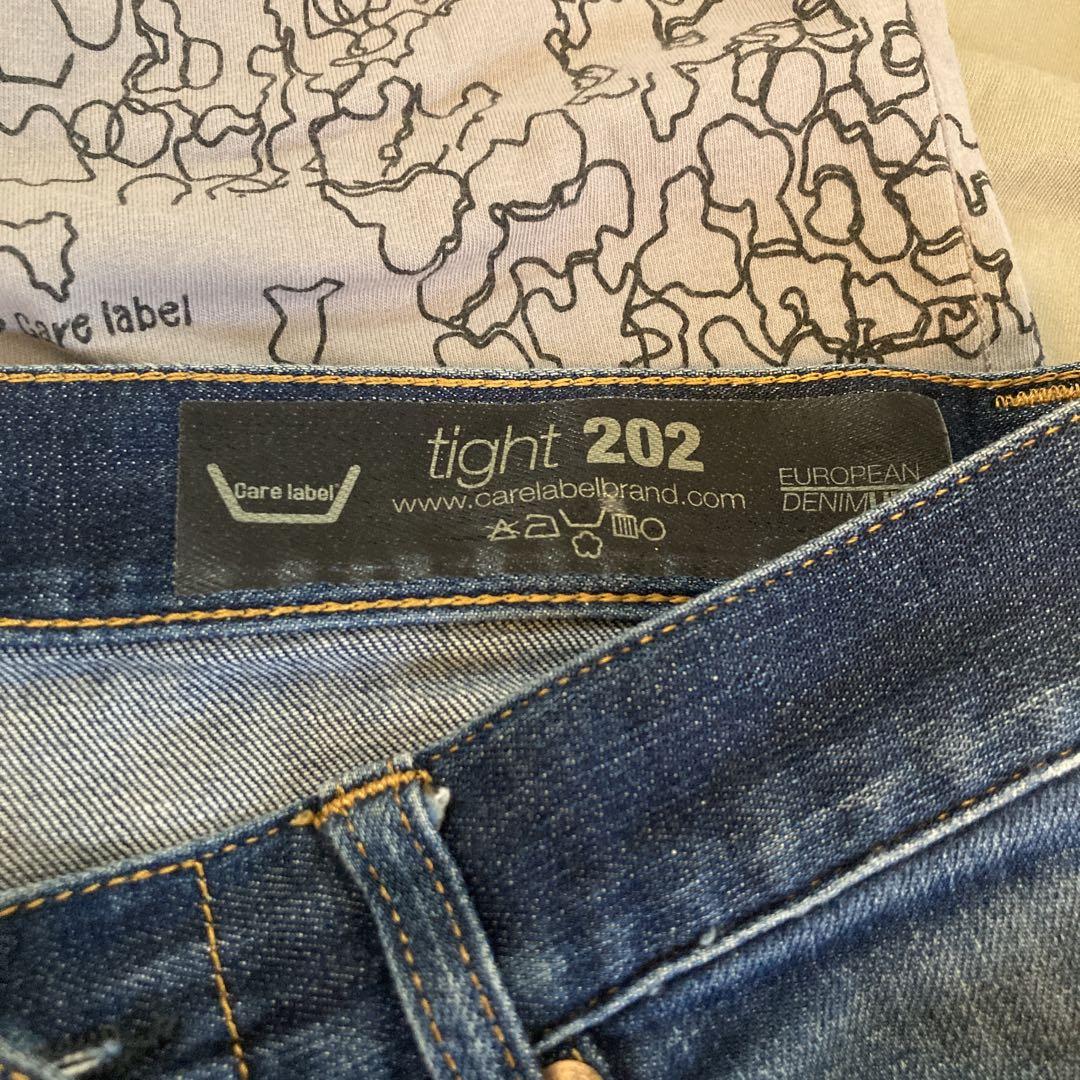 care label
tight 202
Care label
www.carelabelbrand.com
EUROPEAN
DENIM